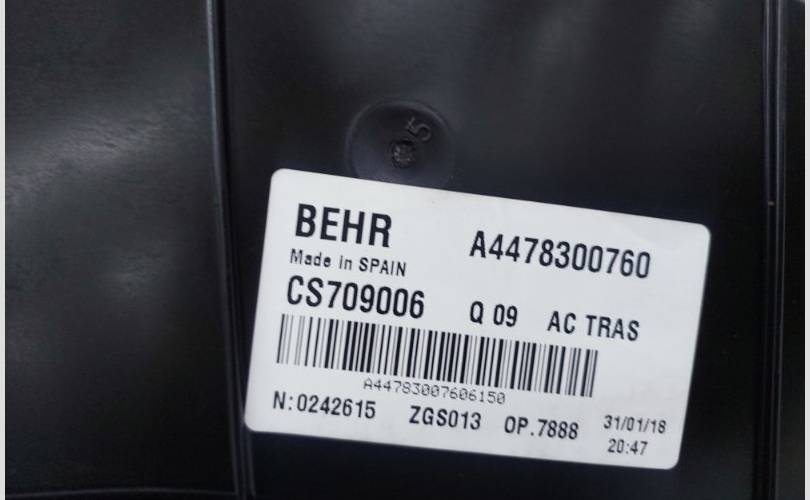 5
BEHR A4478300760
Made in SPAIN
CS709006 Q 09 AC TRAS
A44783007606150
N:0242615 ZGS013 OP.7888 31/01/18
20:47